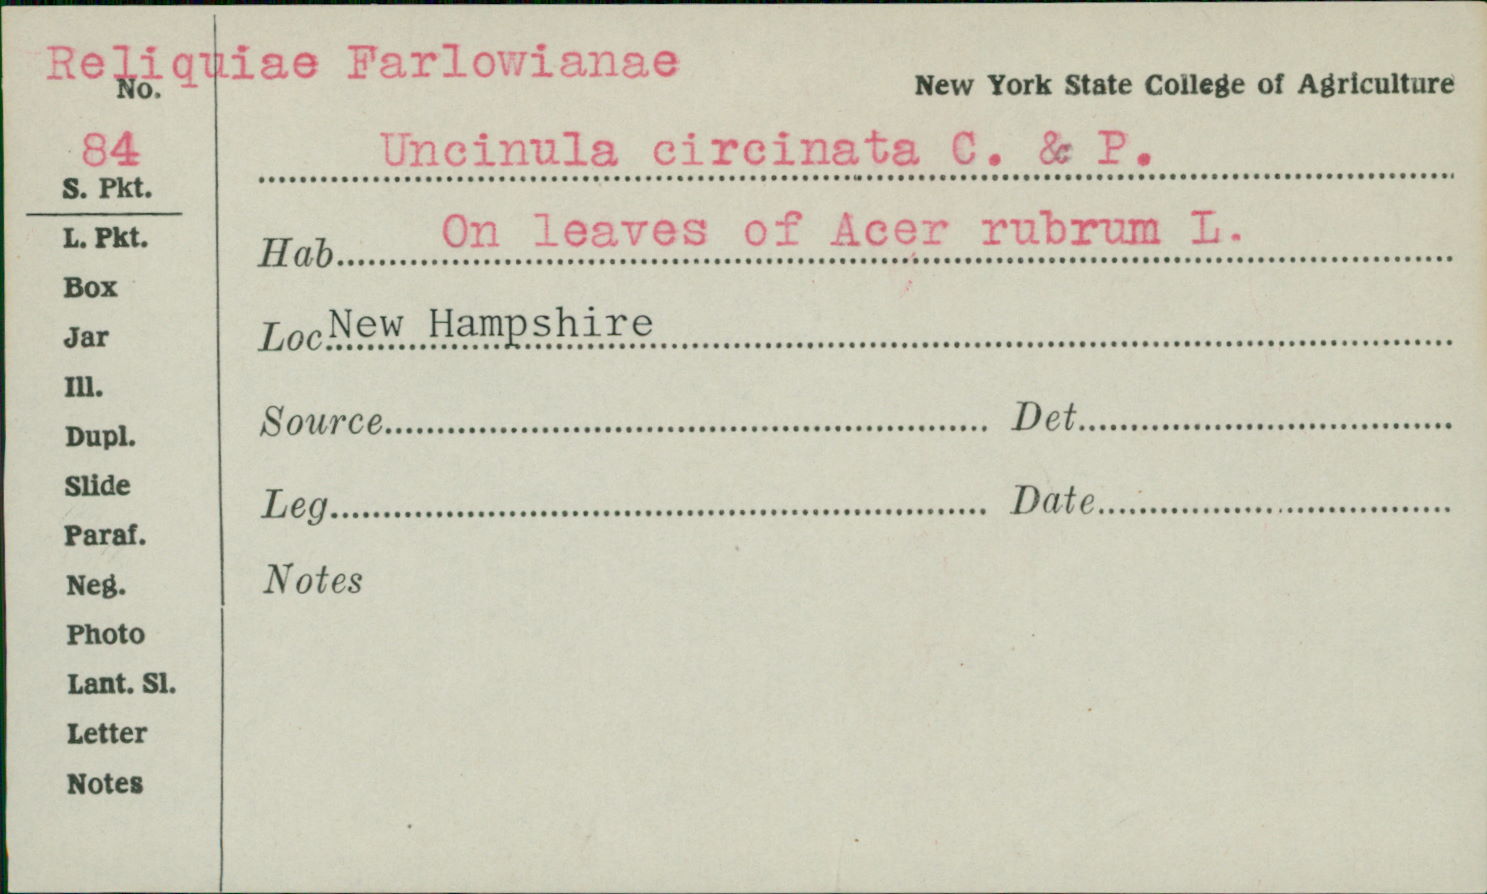 Reliquiae Farlowianae
No.
New York State College of Agriculture
84
Uncinula circinata C. & P.
S. Pkt.
L. Pkt.
Hab. On leaves of Acer rubrum L.
Box
Jar
Loc. New Hampshire
Ill.
Dupl.
Source Det.
Slide
Leg. Date
Paraf.
Neg.
Notes
Photo
Lant. Sl.
Letter
Notes